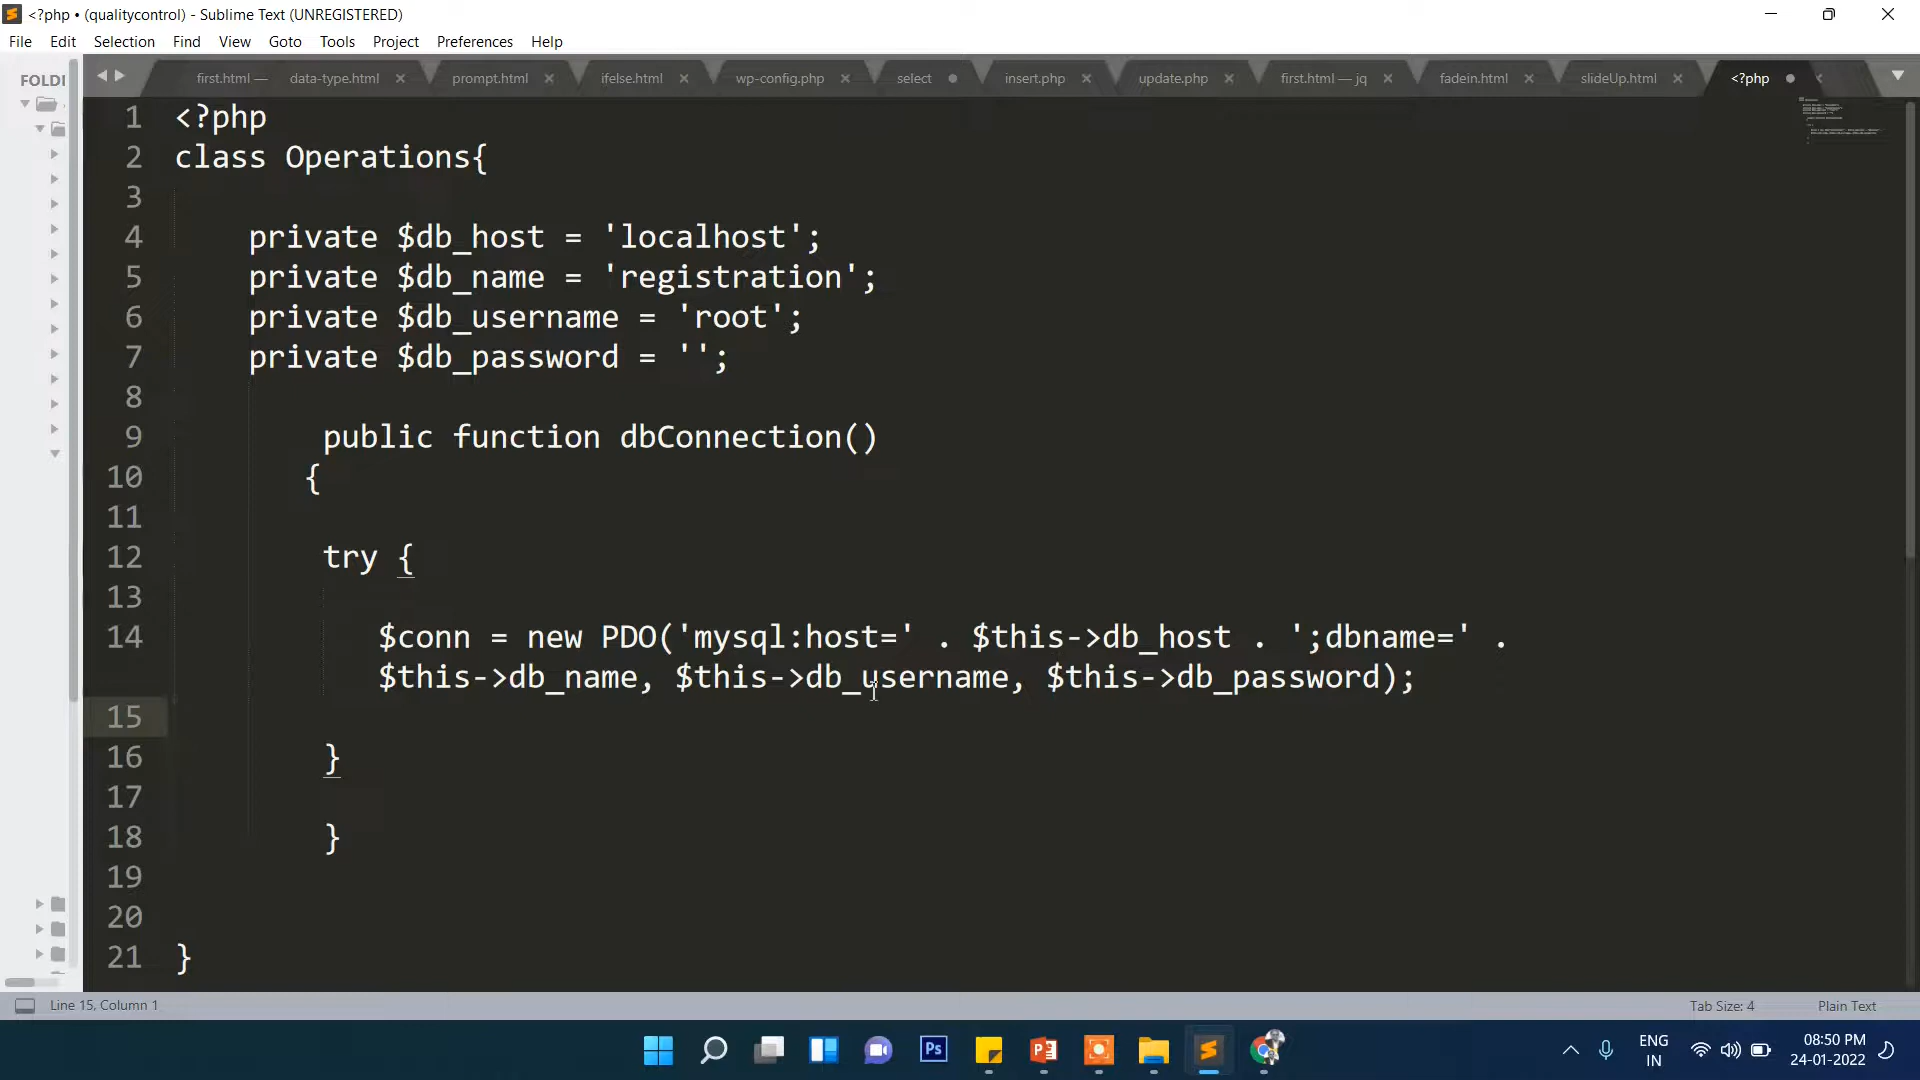 <?php • (qualitycontrol) - Sublime Text (UNREGISTERED)
File Edit Selection Find View Goto Tools Project Preferences Help
FOLDI
first.html — data-type.html prompt.html ifelse.html wp-config.php select insert.php update.php first.html — jq fadein.html slideUp.html <?php
1 <?php
2 class Operations{
3
4 private $db_host = 'localhost';
5 private $db_name = 'registration';
6 private $db_username = 'root';
7 private $db_password = '';
8
9 public function dbConnection()
10 {
11
12 try {
13
14 $conn = new PDO('mysql:host=' . $this->db_host . ';dbname=' .
$this->db_name, $this->db_username, $this->db_password);
15
16 }
17
18 }
19
20
21 }
Line 15, Column 1 Tab Size: 4 Plain Text
Ps
ENG
IN
08:50 PM
24-01-2022